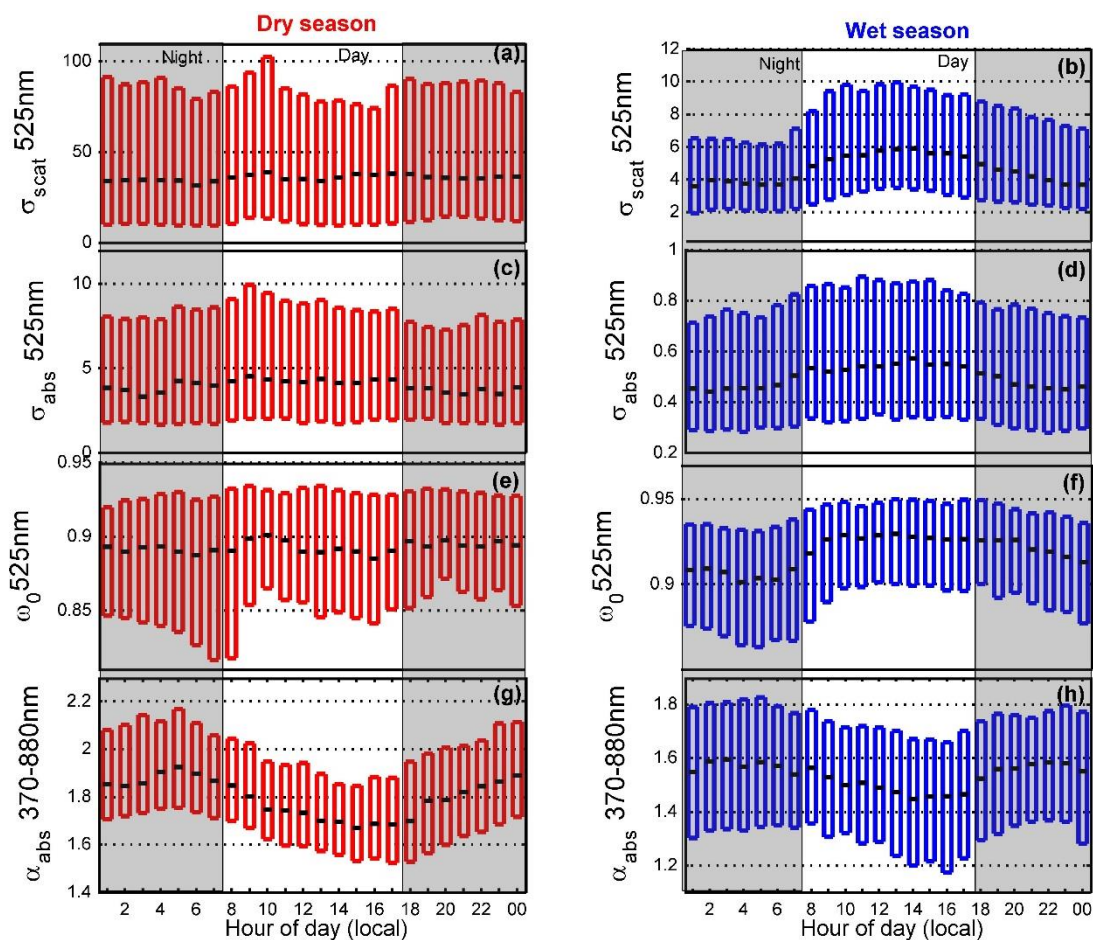 Dry season
Wet season
(a)
Night
Day
100
50
0
σscat 525nm
(b)
Night
Day
12
10
8
6
4
2
σscat 525nm
(c)
10
5
0
σabs 525nm
(d)
1
0.8
0.6
0.4
0.2
σabs 525nm
(e)
0.95
0.9
0.85
ω0 525nm
(f)
0.95
0.9
ω0 525nm
(g)
2.2
2
1.8
1.6
1.4
αabs 370-880nm
(h)
1.8
1.6
1.4
1.2
αabs 370-880nm
2 4 6 8 10 12 14 16 18 20 22 00
Hour of day (local)
2 4 6 8 10 12 14 16 18 20 22 00
Hour of day (local)